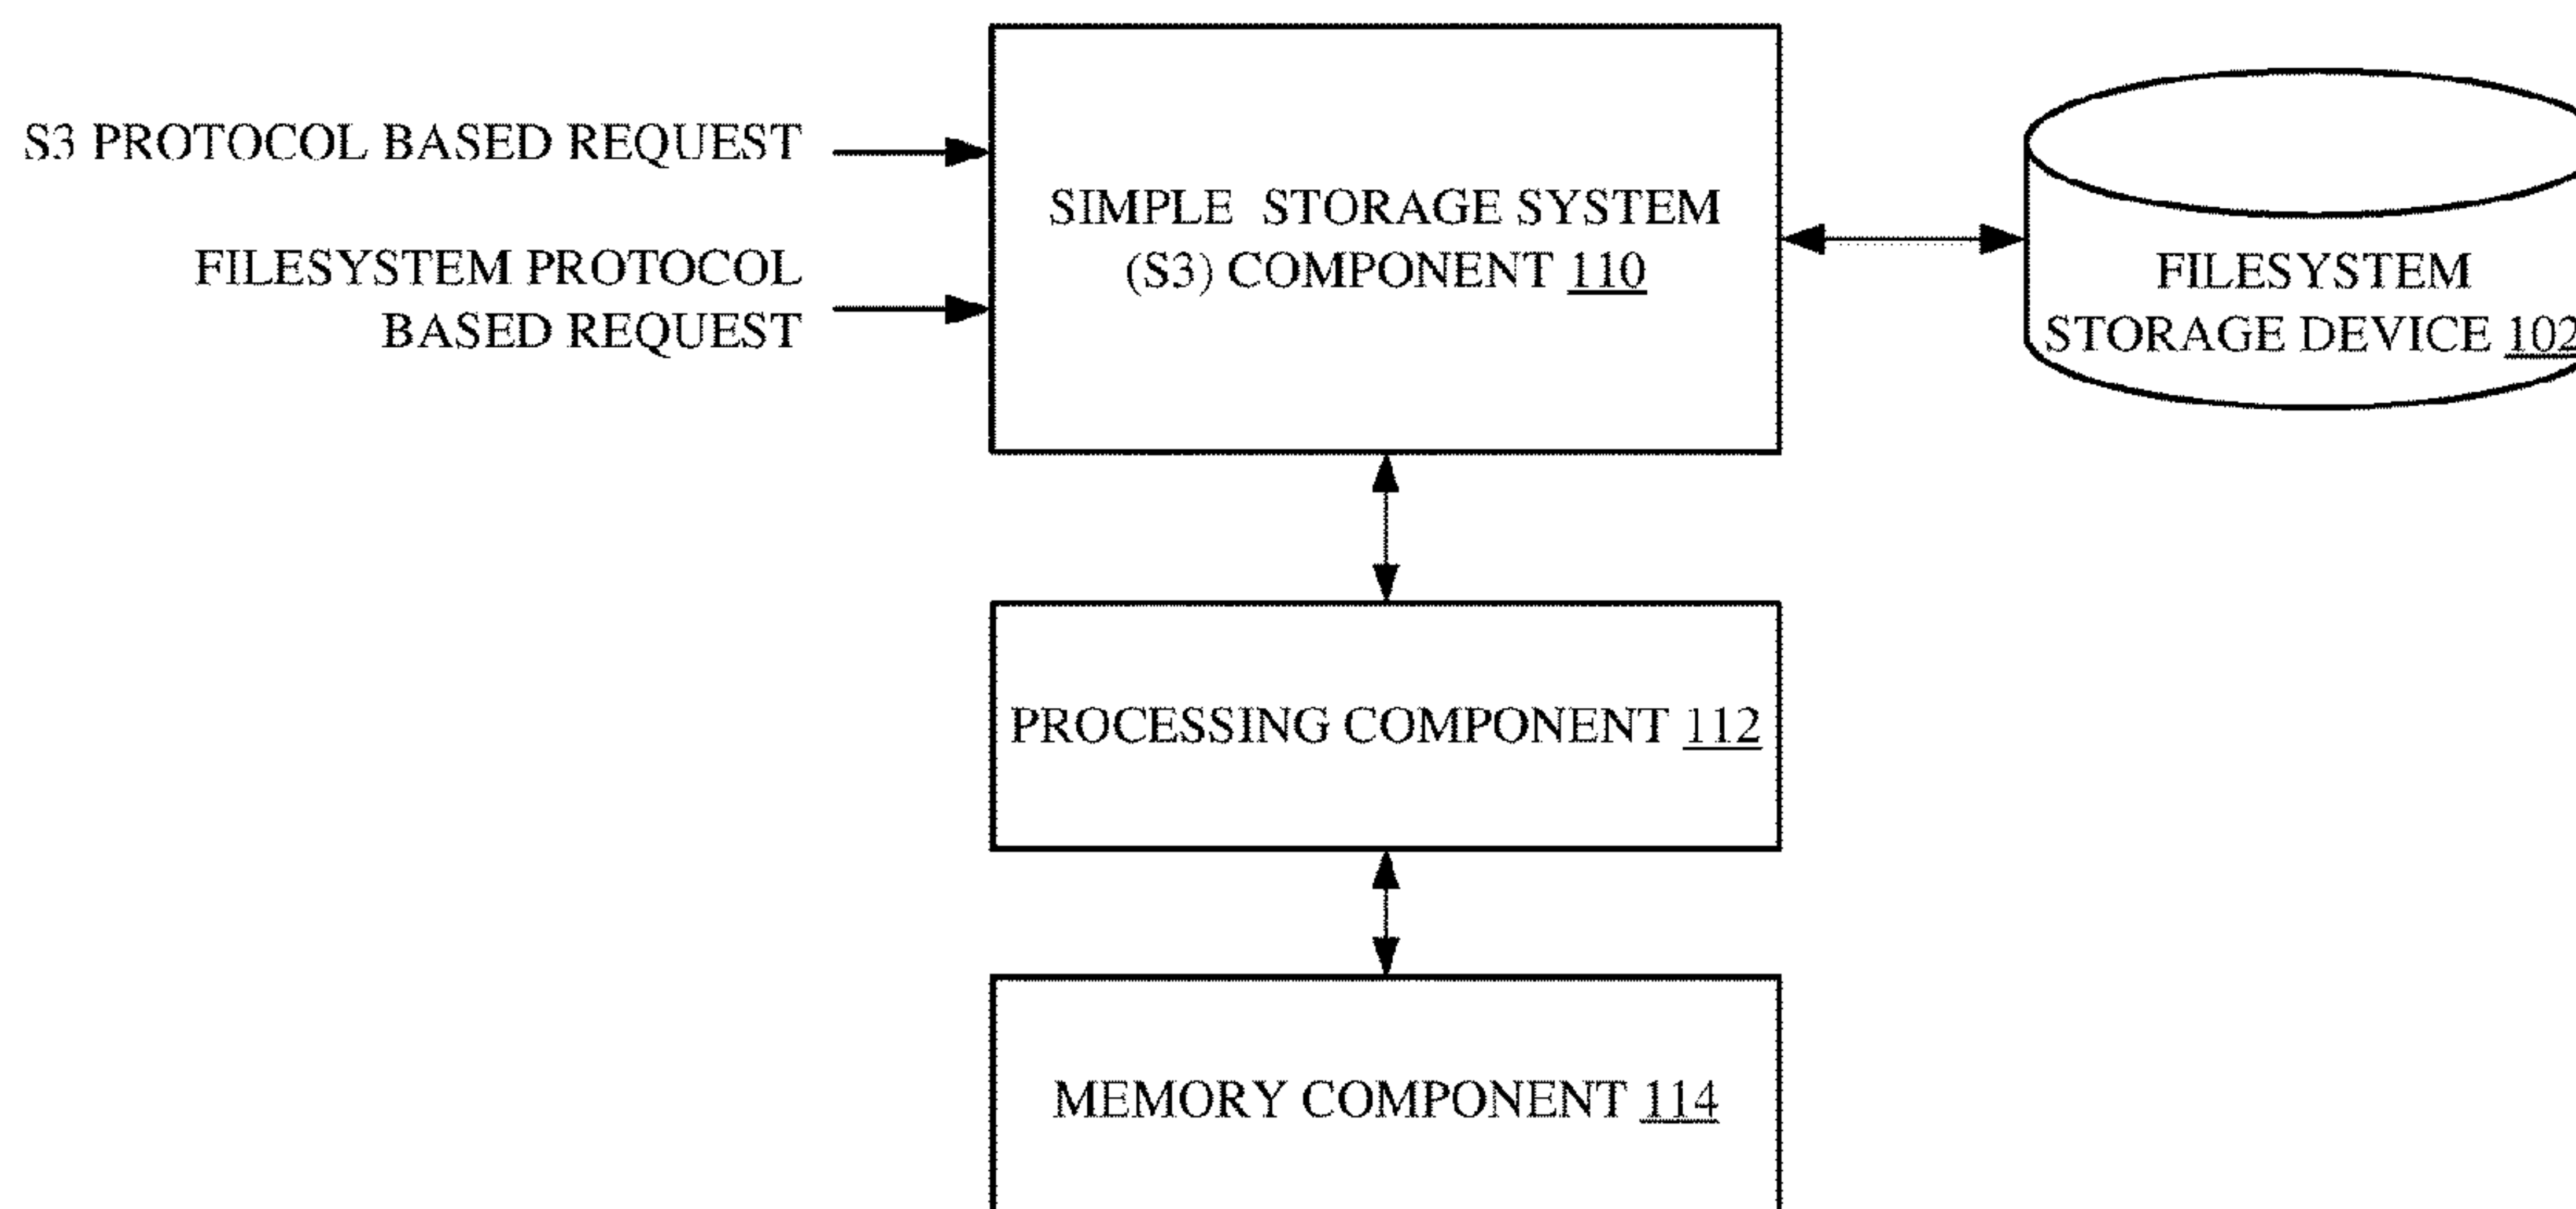 S3 PROTOCOL BASED REQUEST
FILESYSTEM PROTOCOL
BASED REQUEST
SIMPLE STORAGE SYSTEM
(S3) COMPONENT 110
FILESYSTEM
STORAGE DEVICE 102
PROCESSING COMPONENT 112
MEMORY COMPONENT 114